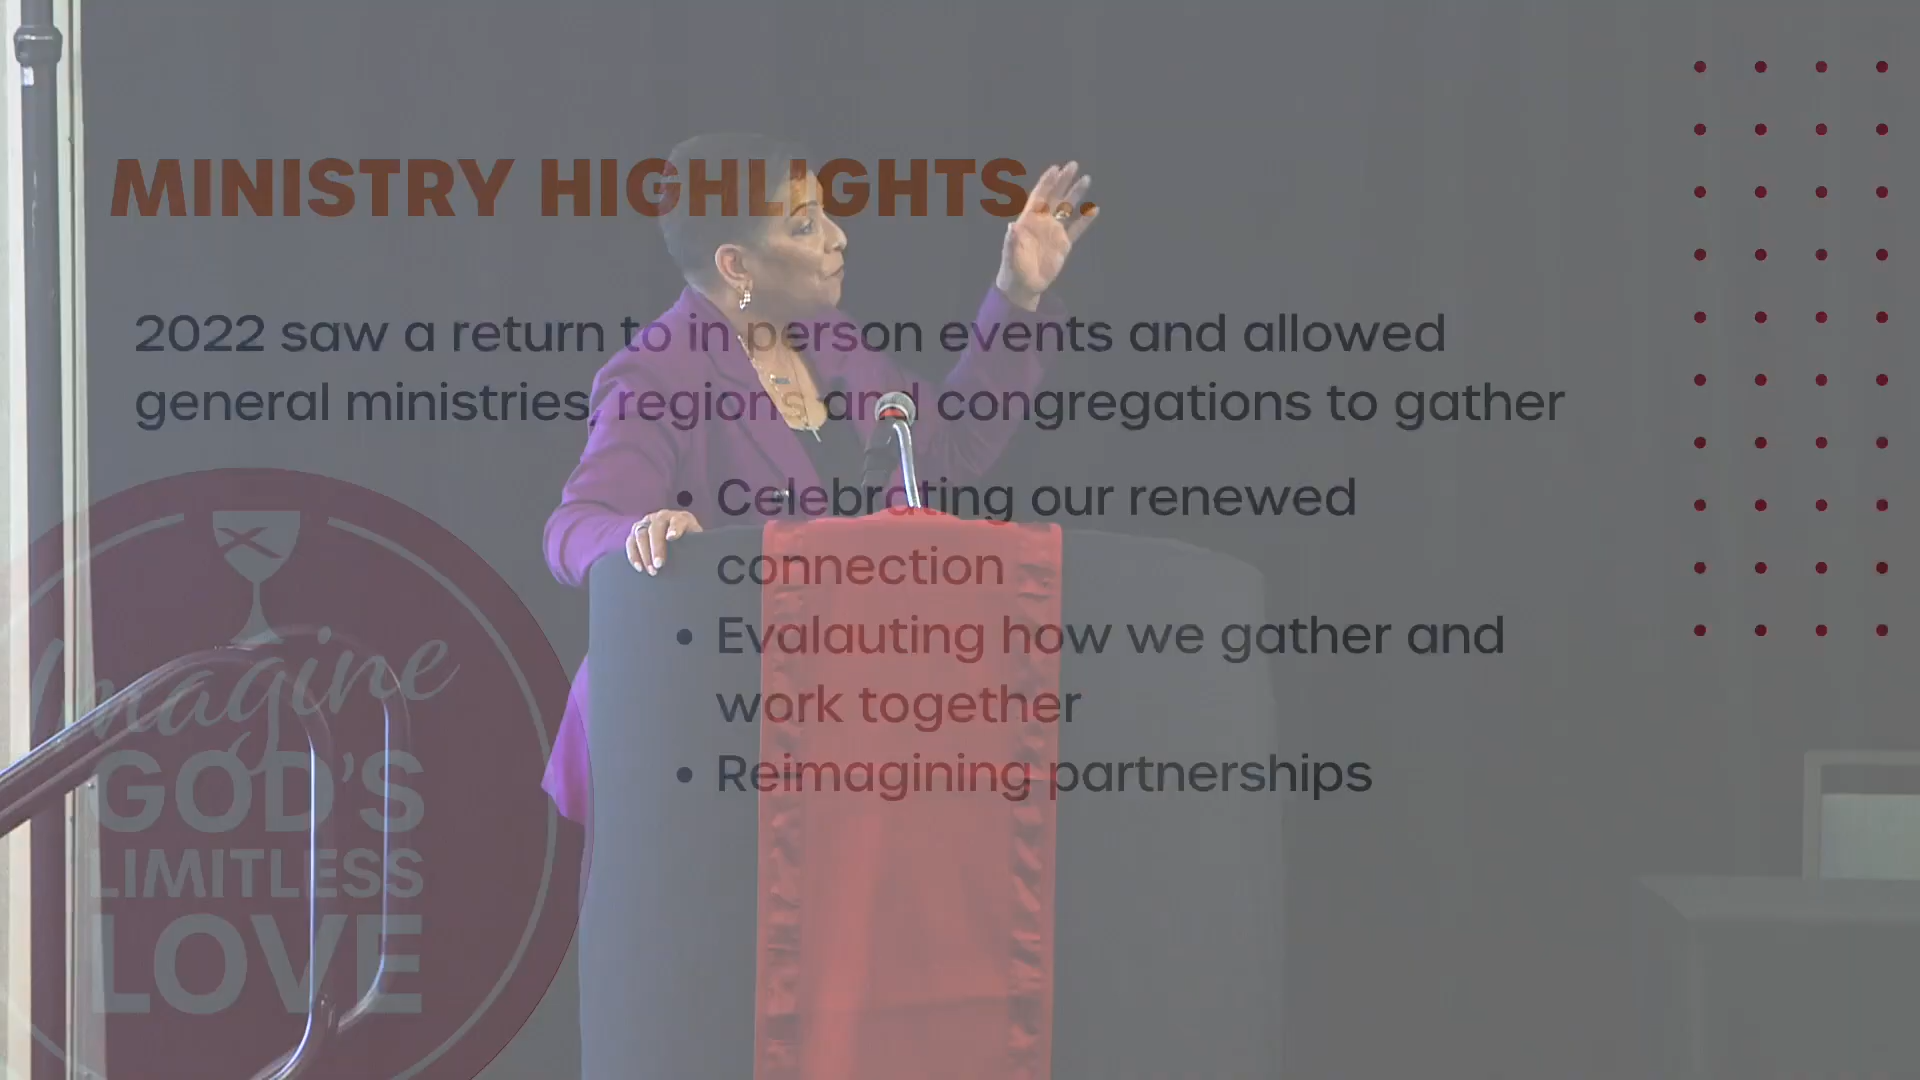 MINISTRY HIGHLIGHTS...
2022 saw a return to in person events and allowed
general ministries, regions and congregations to gather
• Celebrating our renewed
connection
• Evalauting how we gather and
work together
• Reimagining partnerships
Imagine
GOD'S
LIMITLESS
LOVE